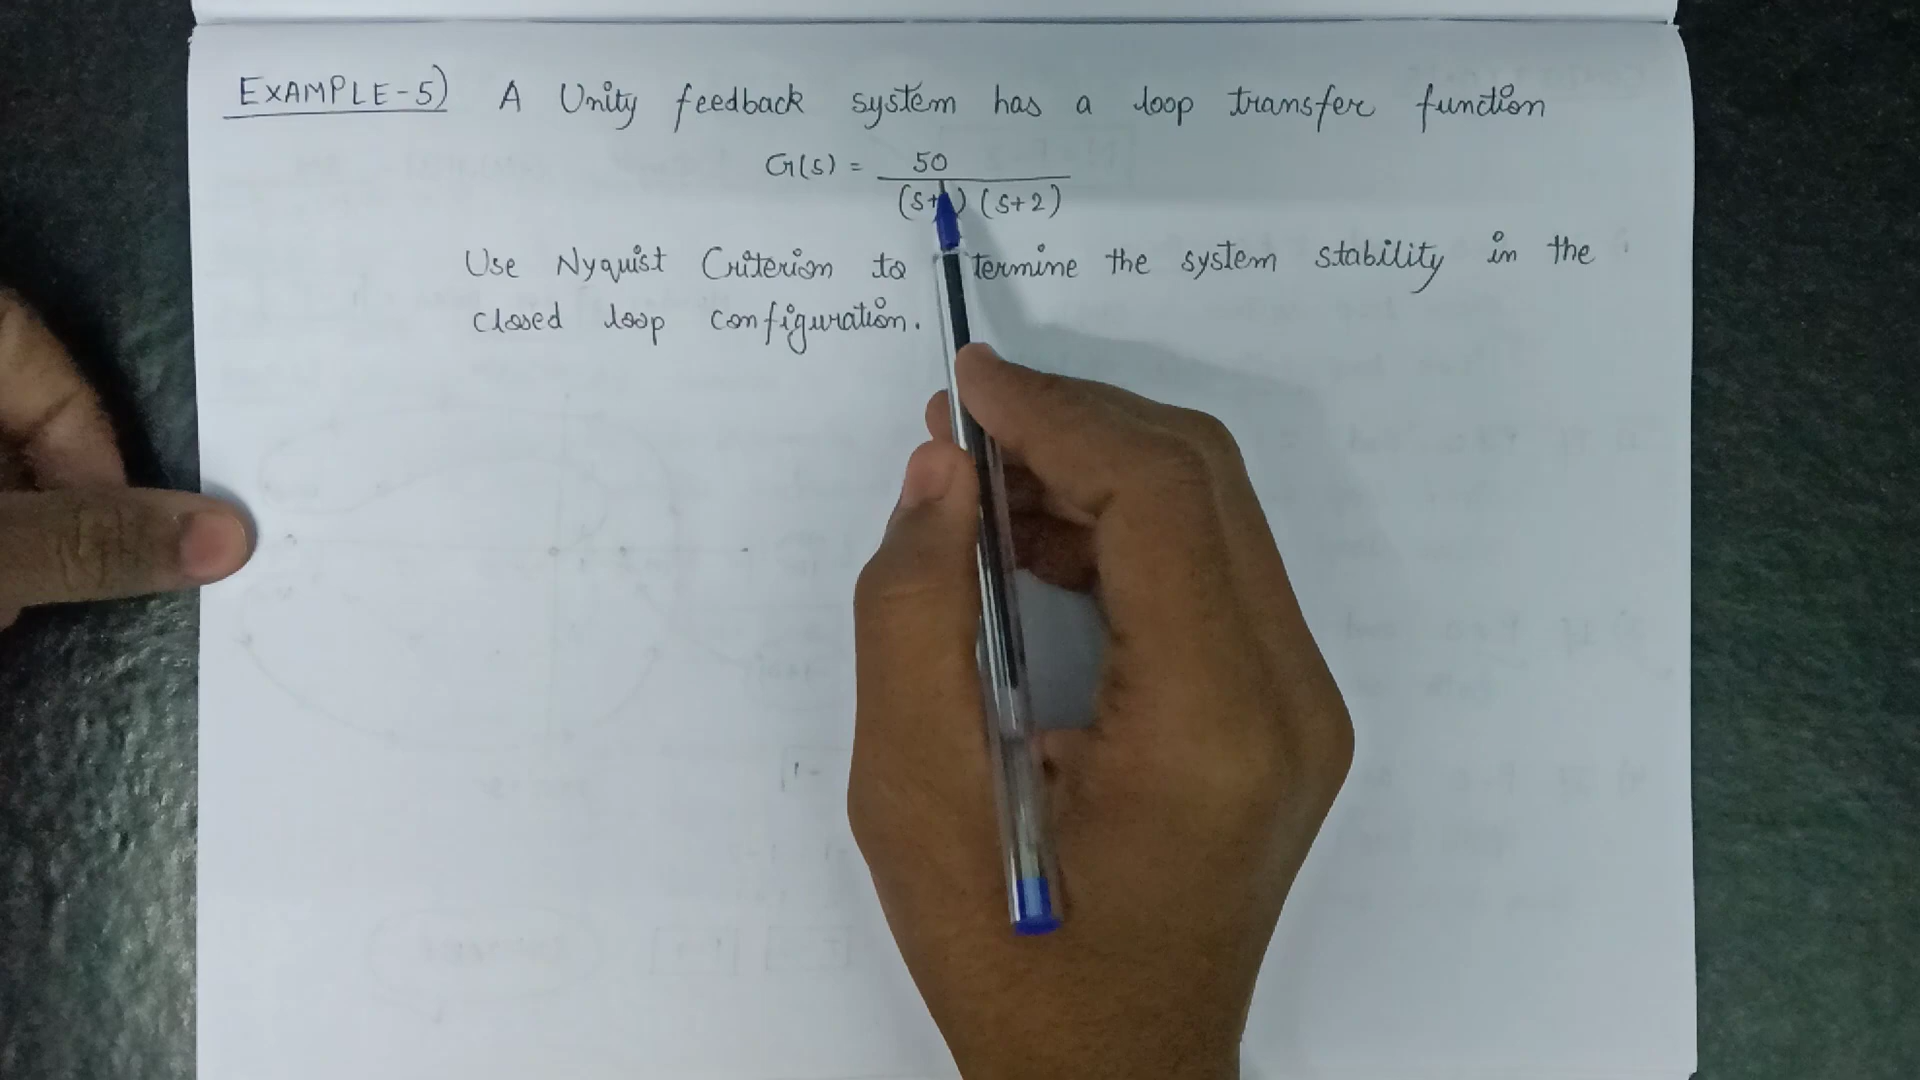 EXAMPLE-5) A Unity feedback system has a loop transfer function
G(s) = 50
(s+ ) (s+2)
Use Nyquist Criterion to termine the system stability in the
closed loop configuration.